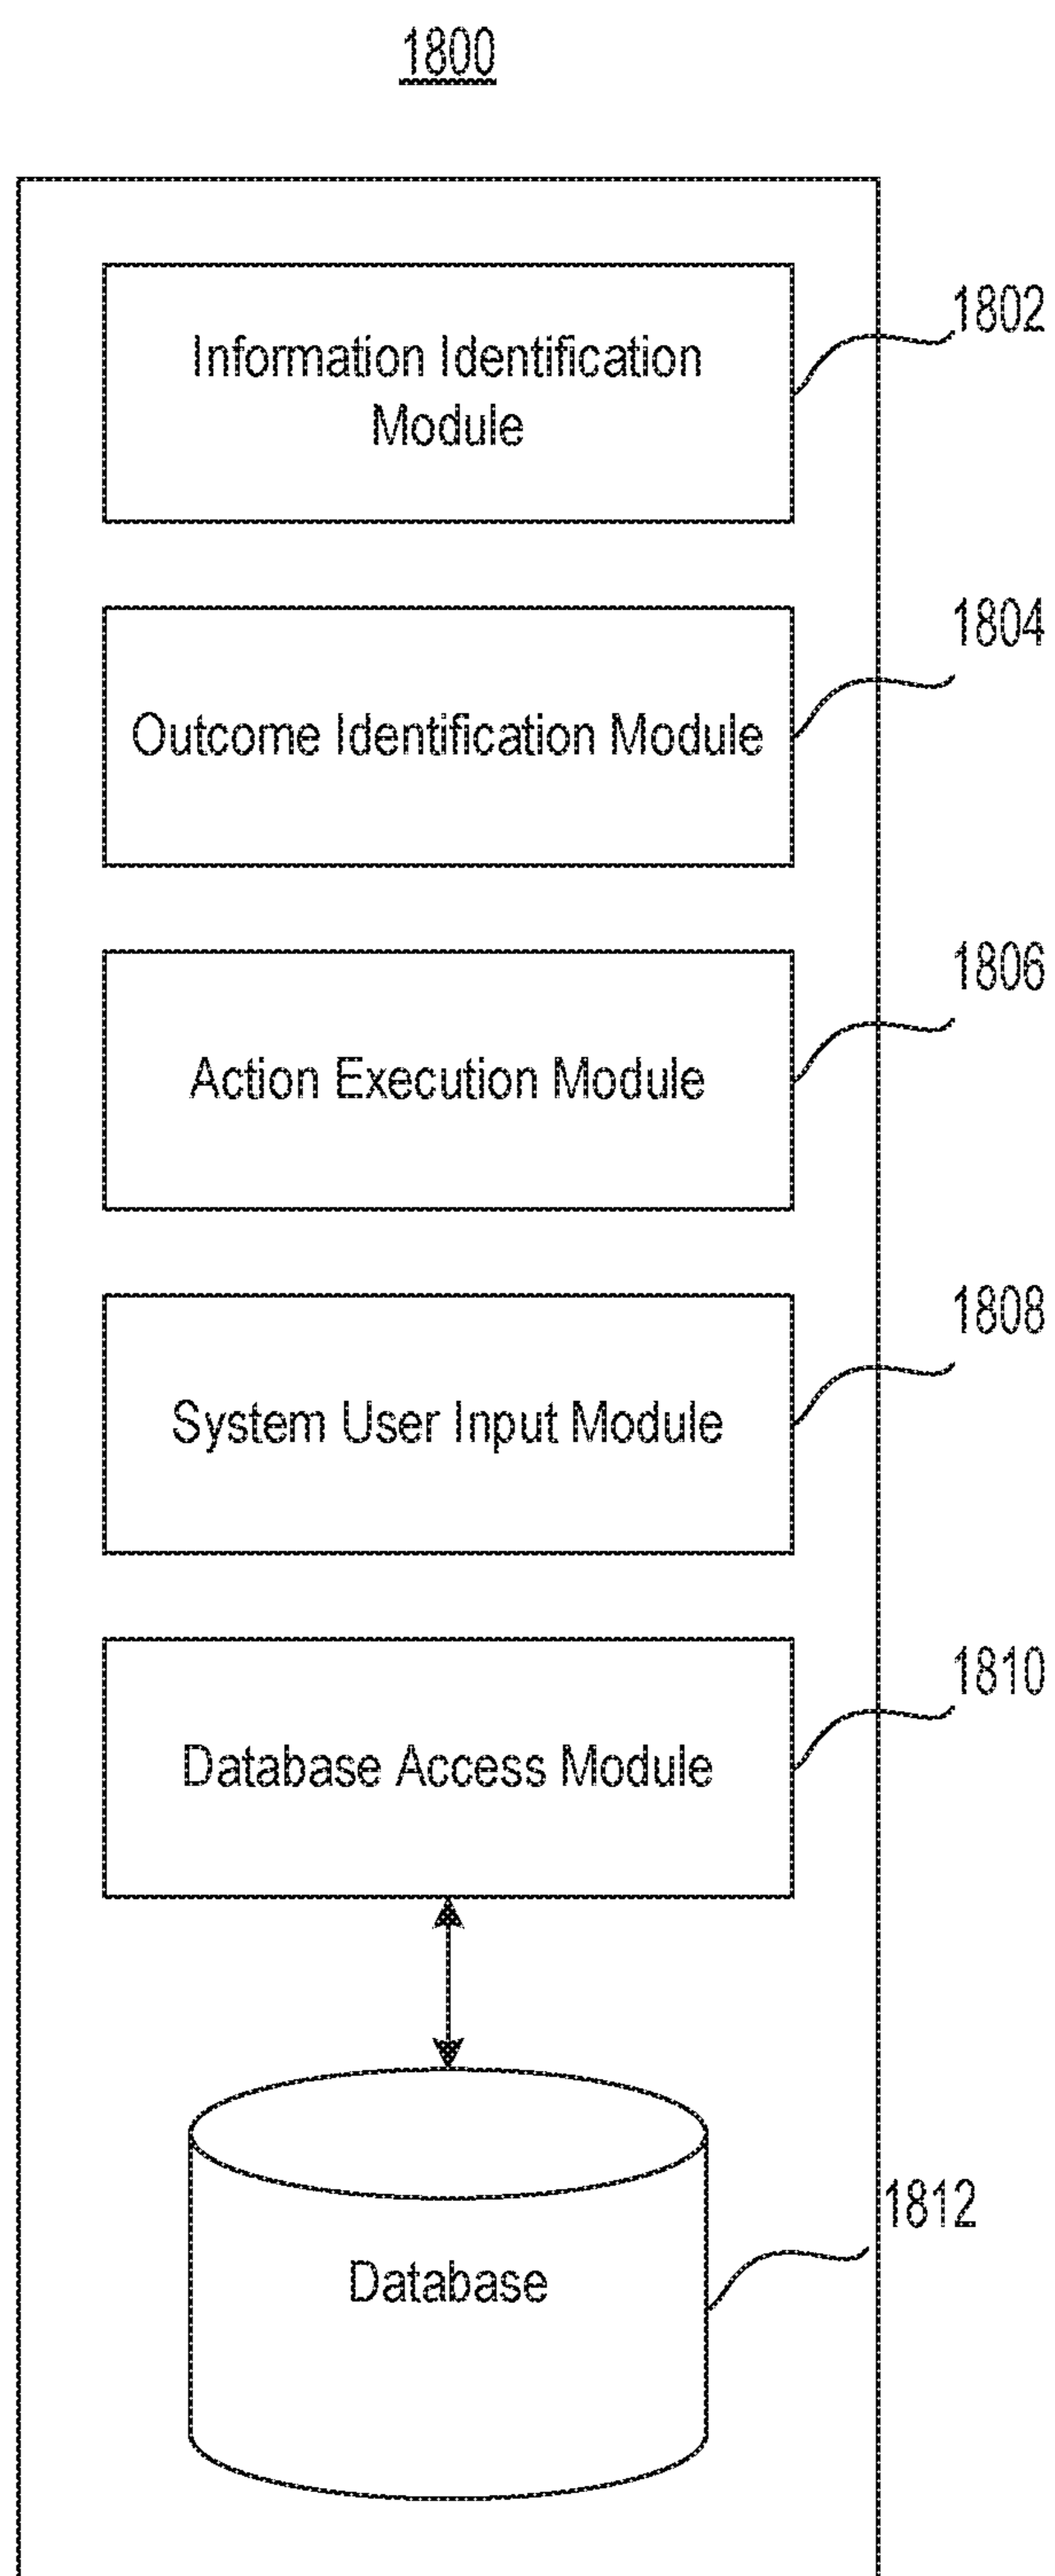 1800
1802
Information Identification
Module
1804
Outcome Identification Module
1806
Action Execution Module
1808
System User Input Module
1810
Database Access Module
1812
Database